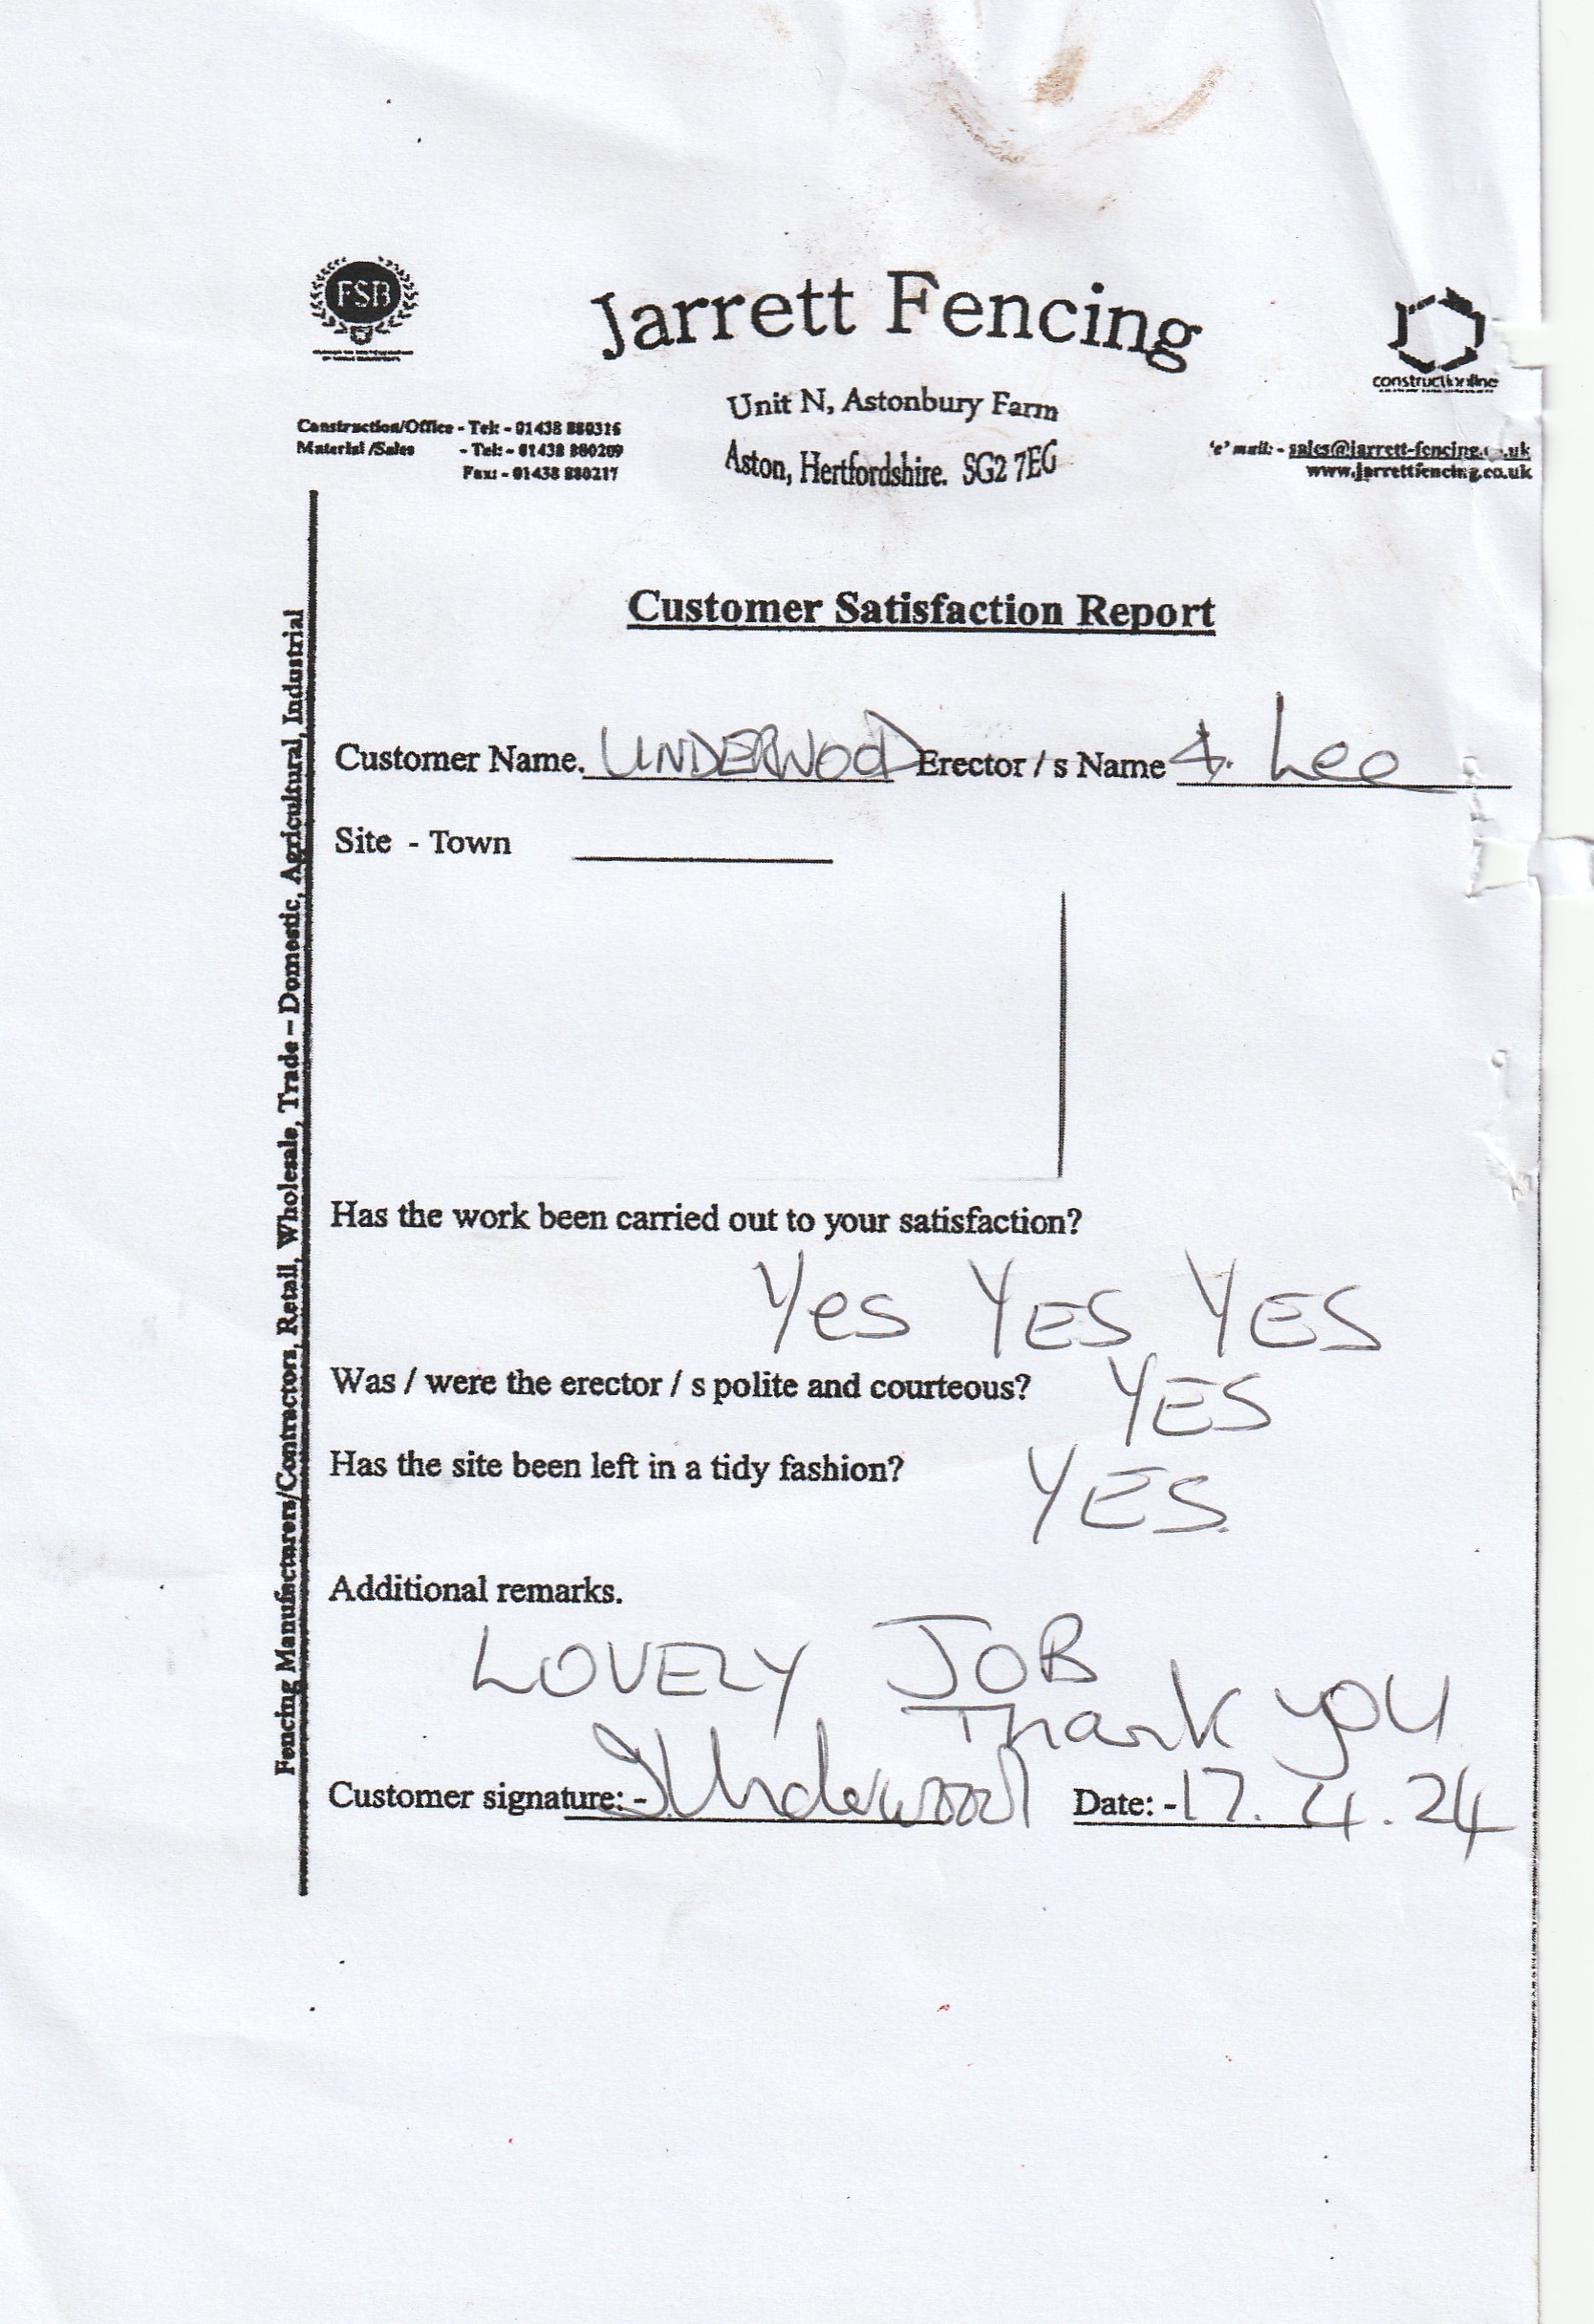 FSB
Jarrett Fencing
constructionline
Unit N, Astonbury Farm
Aston, Hertfordshire. SG2 7EG
Construction/Office - Tel: - 01438 880316
Material /Sales - Tel: - 01438 880209
Fax: - 01438 880217
'e' mail: - sales@jarrett-fencing.co.uk
www.jarrettfencing.co.uk
Fencing Manufacturers/Contractors, Retail, Wholesale, Trade – Domestic, Agricultural, Industrial
Customer Satisfaction Report
Customer Name. UNDERWOOD Erector / s Name Lee
Site - Town
Has the work been carried out to your satisfaction?
Yes YES YES
Was / were the erector / s polite and courteous? YES
Has the site been left in a tidy fashion? YES.
Additional remarks.
LOVELY JOB
Thank you
Customer signature: - Underwood Date: - 17. 4. 24